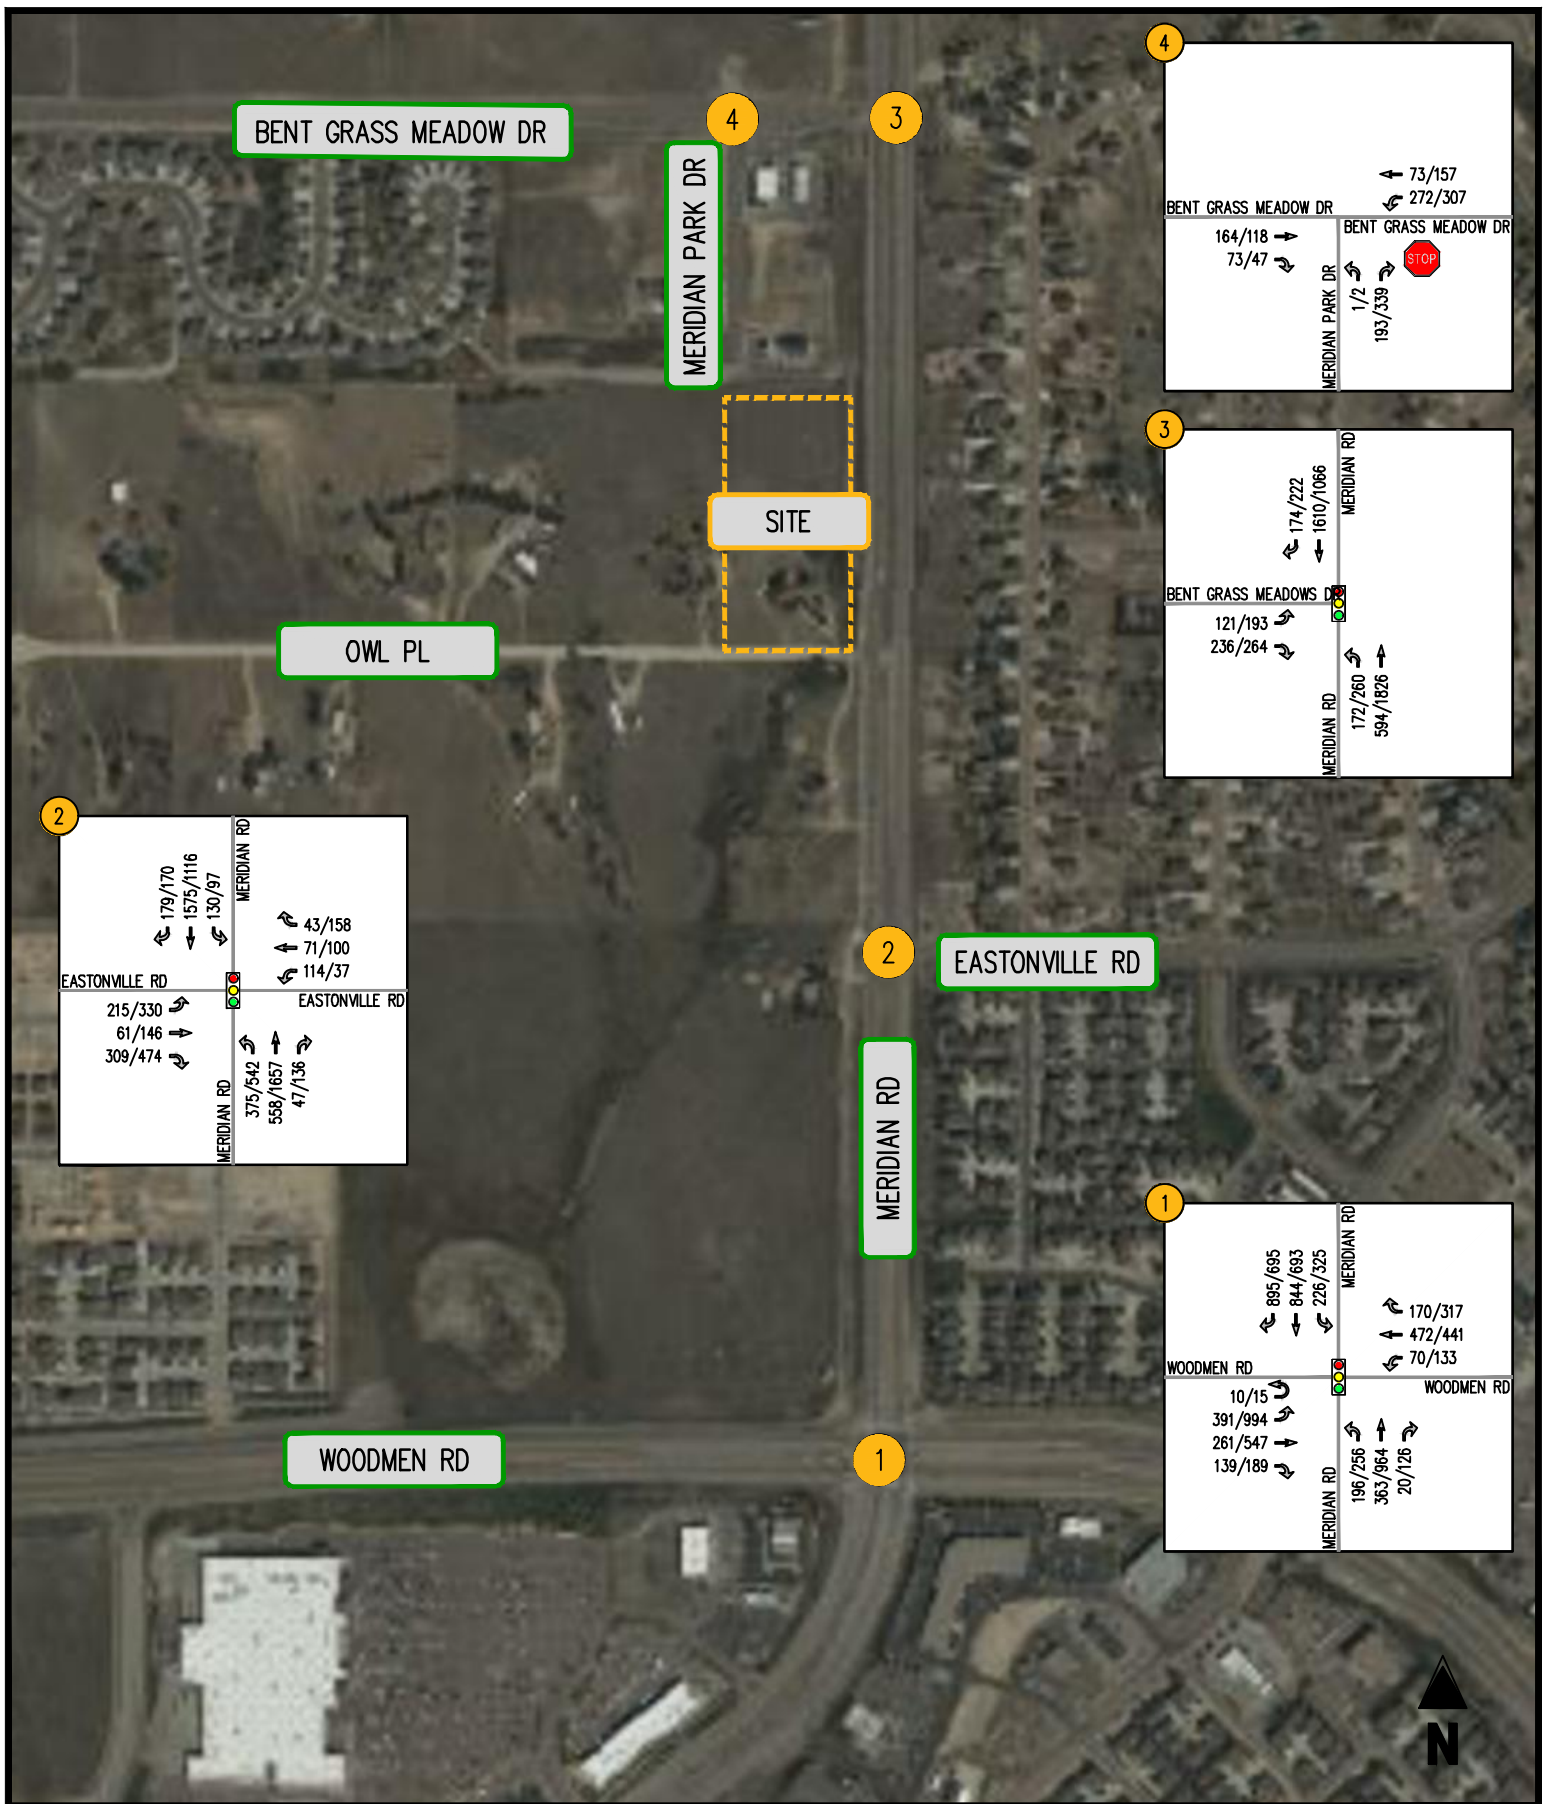 BENT GRASS MEADOW DR
4
3
MERIDIAN PARK DR
SITE
OWL PL
2
EASTONVILLE RD
MERIDIAN RD
WOODMEN RD
1
4
73/157
272/307
BENT GRASS MEADOW DR
BENT GRASS MEADOW DR
164/118
73/47
STOP
MERIDIAN PARK DR
1/2
193/339
3
174/222
1610/1066
MERIDIAN RD
BENT GRASS MEADOWS DR
121/193
236/264
MERIDIAN RD
172/260
594/1826
2
179/170
1575/1116
130/97
MERIDIAN RD
43/158
71/100
114/37
EASTONVILLE RD
EASTONVILLE RD
215/330
61/146
309/474
MERIDIAN RD
375/542
558/1657
47/136
1
895/695
844/693
226/325
MERIDIAN RD
170/317
472/441
70/133
WOODMEN RD
WOODMEN RD
10/15
391/994
261/547
139/189
MERIDIAN RD
196/256
363/964
20/126
N